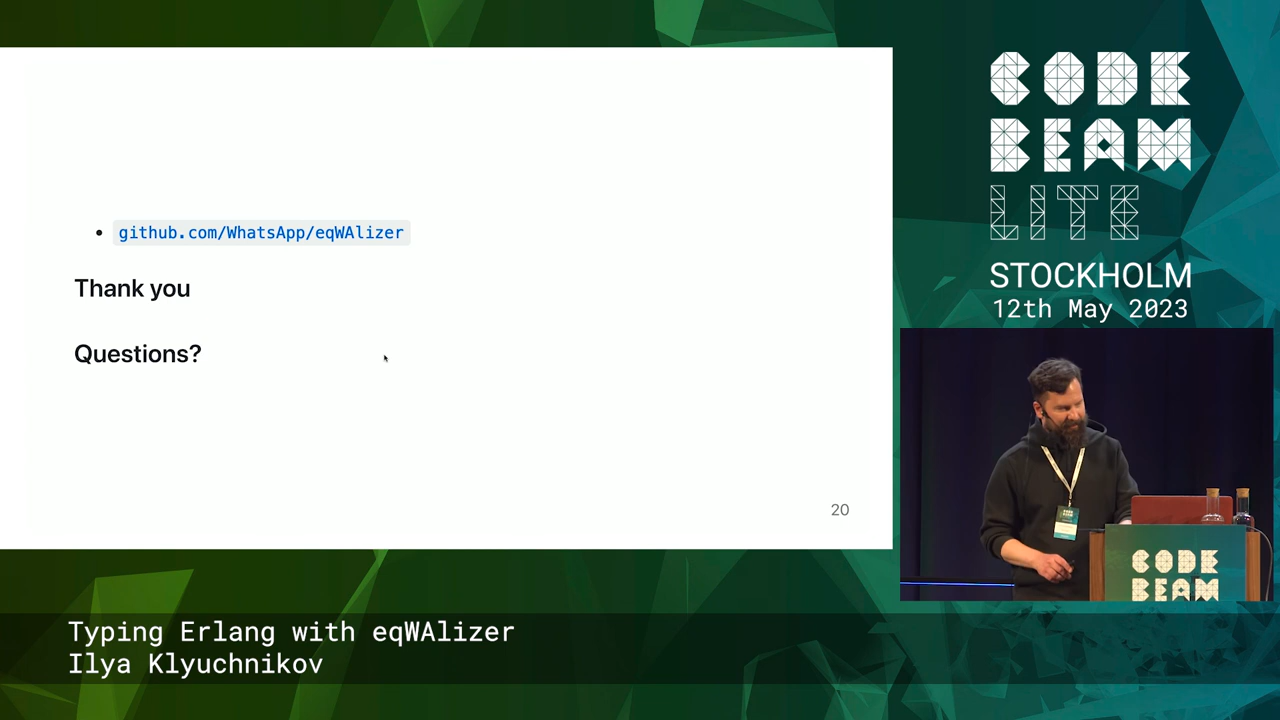 github.com/WhatsApp/eqWAlizer
Thank you
Questions?
20
CODE
BEAM
LITE
STOCKHOLM
12th May 2023
CODE
BEAM
Typing Erlang with eqWAlizer
Ilya Klyuchnikov